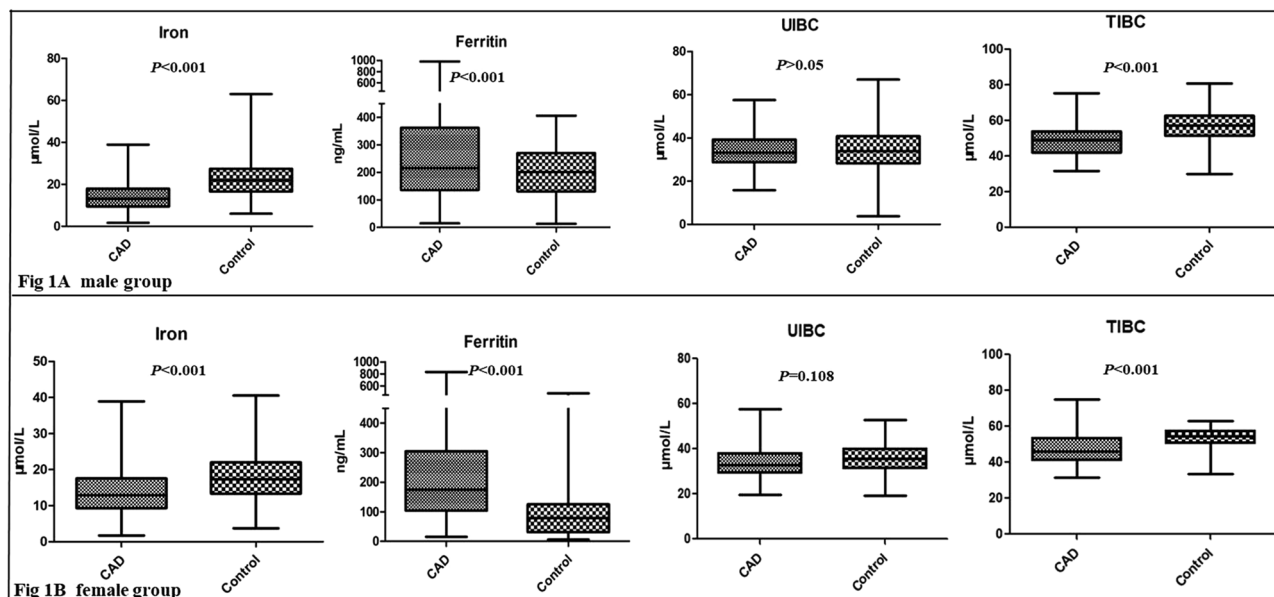 Iron
P<0.001
µmol/L
80
60
40
20
0
CAD
Control
Ferritin
P<0.001
ng/mL
1000
800
600
400
300
200
100
0
CAD
Control
UIBC
P>0.05
µmol/L
80
60
40
20
0
CAD
Control
TIBC
P<0.001
µmol/L
100
80
60
40
20
0
CAD
Control
Fig 1A male group
Iron
P<0.001
µmol/L
50
40
30
20
10
0
CAD
Control
Ferritin
P<0.001
ng/mL
1000
800
600
400
300
200
100
0
CAD
Control
UIBC
P=0.108
µmol/L
80
60
40
20
0
CAD
Control
TIBC
P<0.001
µmol/L
100
80
60
40
20
0
CAD
Control
Fig 1B female group